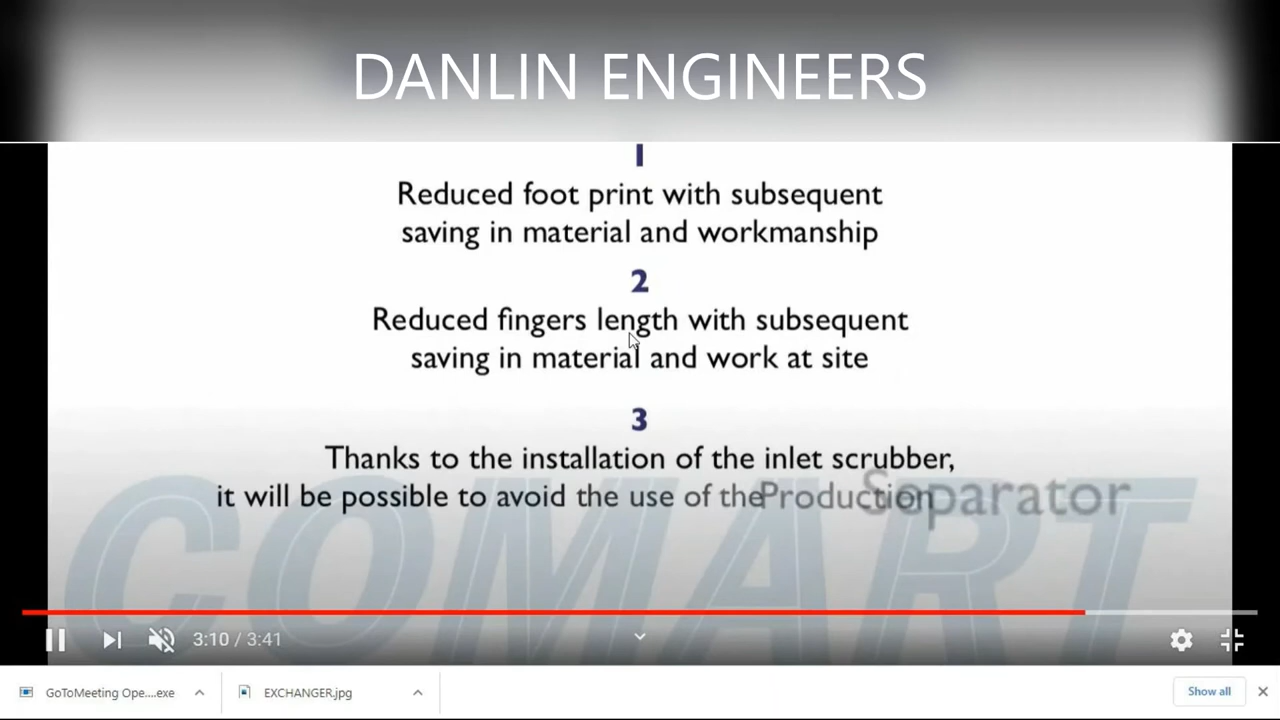 DANLIN ENGINEERS
1
Reduced foot print with subsequent
saving in material and workmanship
2
Reduced fingers length with subsequent
saving in material and work at site
3
Thanks to the installation of the inlet scrubber,
it will be possible to avoid the use of the Production Separator
COMART
3:10 / 3:41
GoToMeeting Ope....exe
EXCHANGER.jpg
Show all